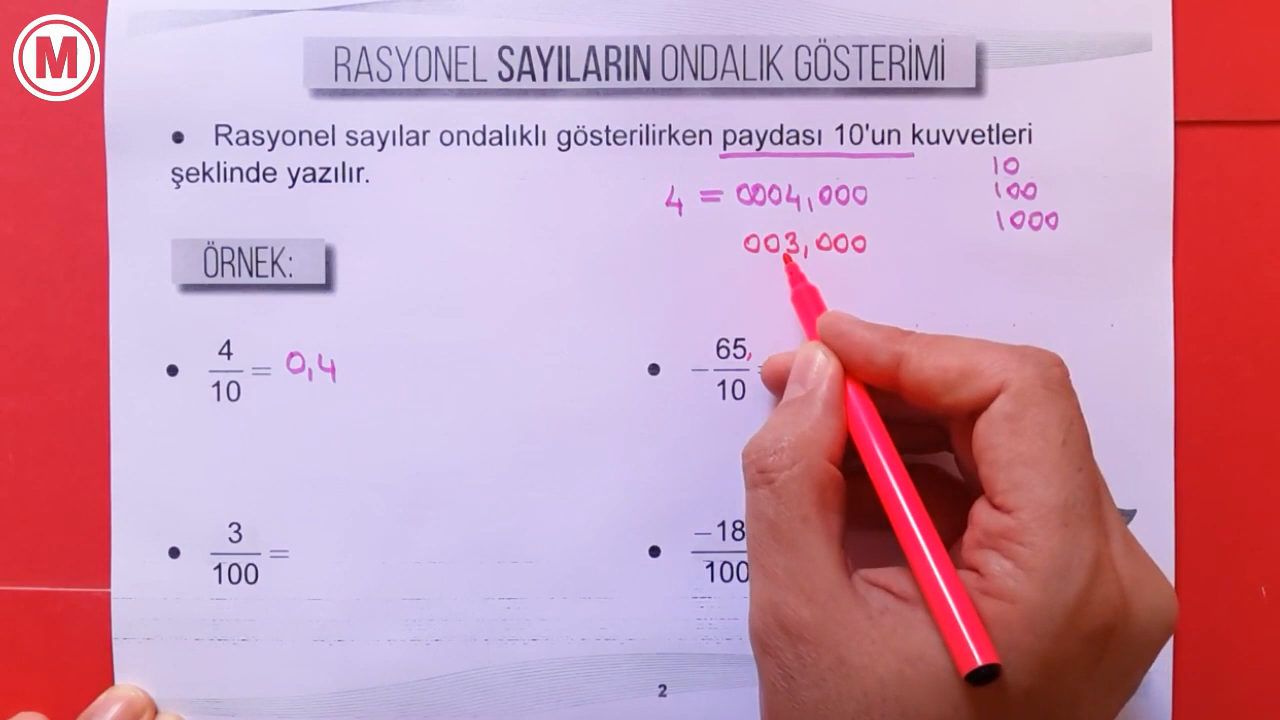 M
RASYONEL SAYILARIN ONDALIK GÖSTERİMİ
• Rasyonel sayılar ondalıklı gösterilirken paydası 10'un kuvvetleri
şeklinde yazılır.
10
100
1000
4 = 0004,000
003,000
ÖRNEK:
• 4/10 = 0,4
• -65,/10 =
• 3/100 =
• -18/100
2